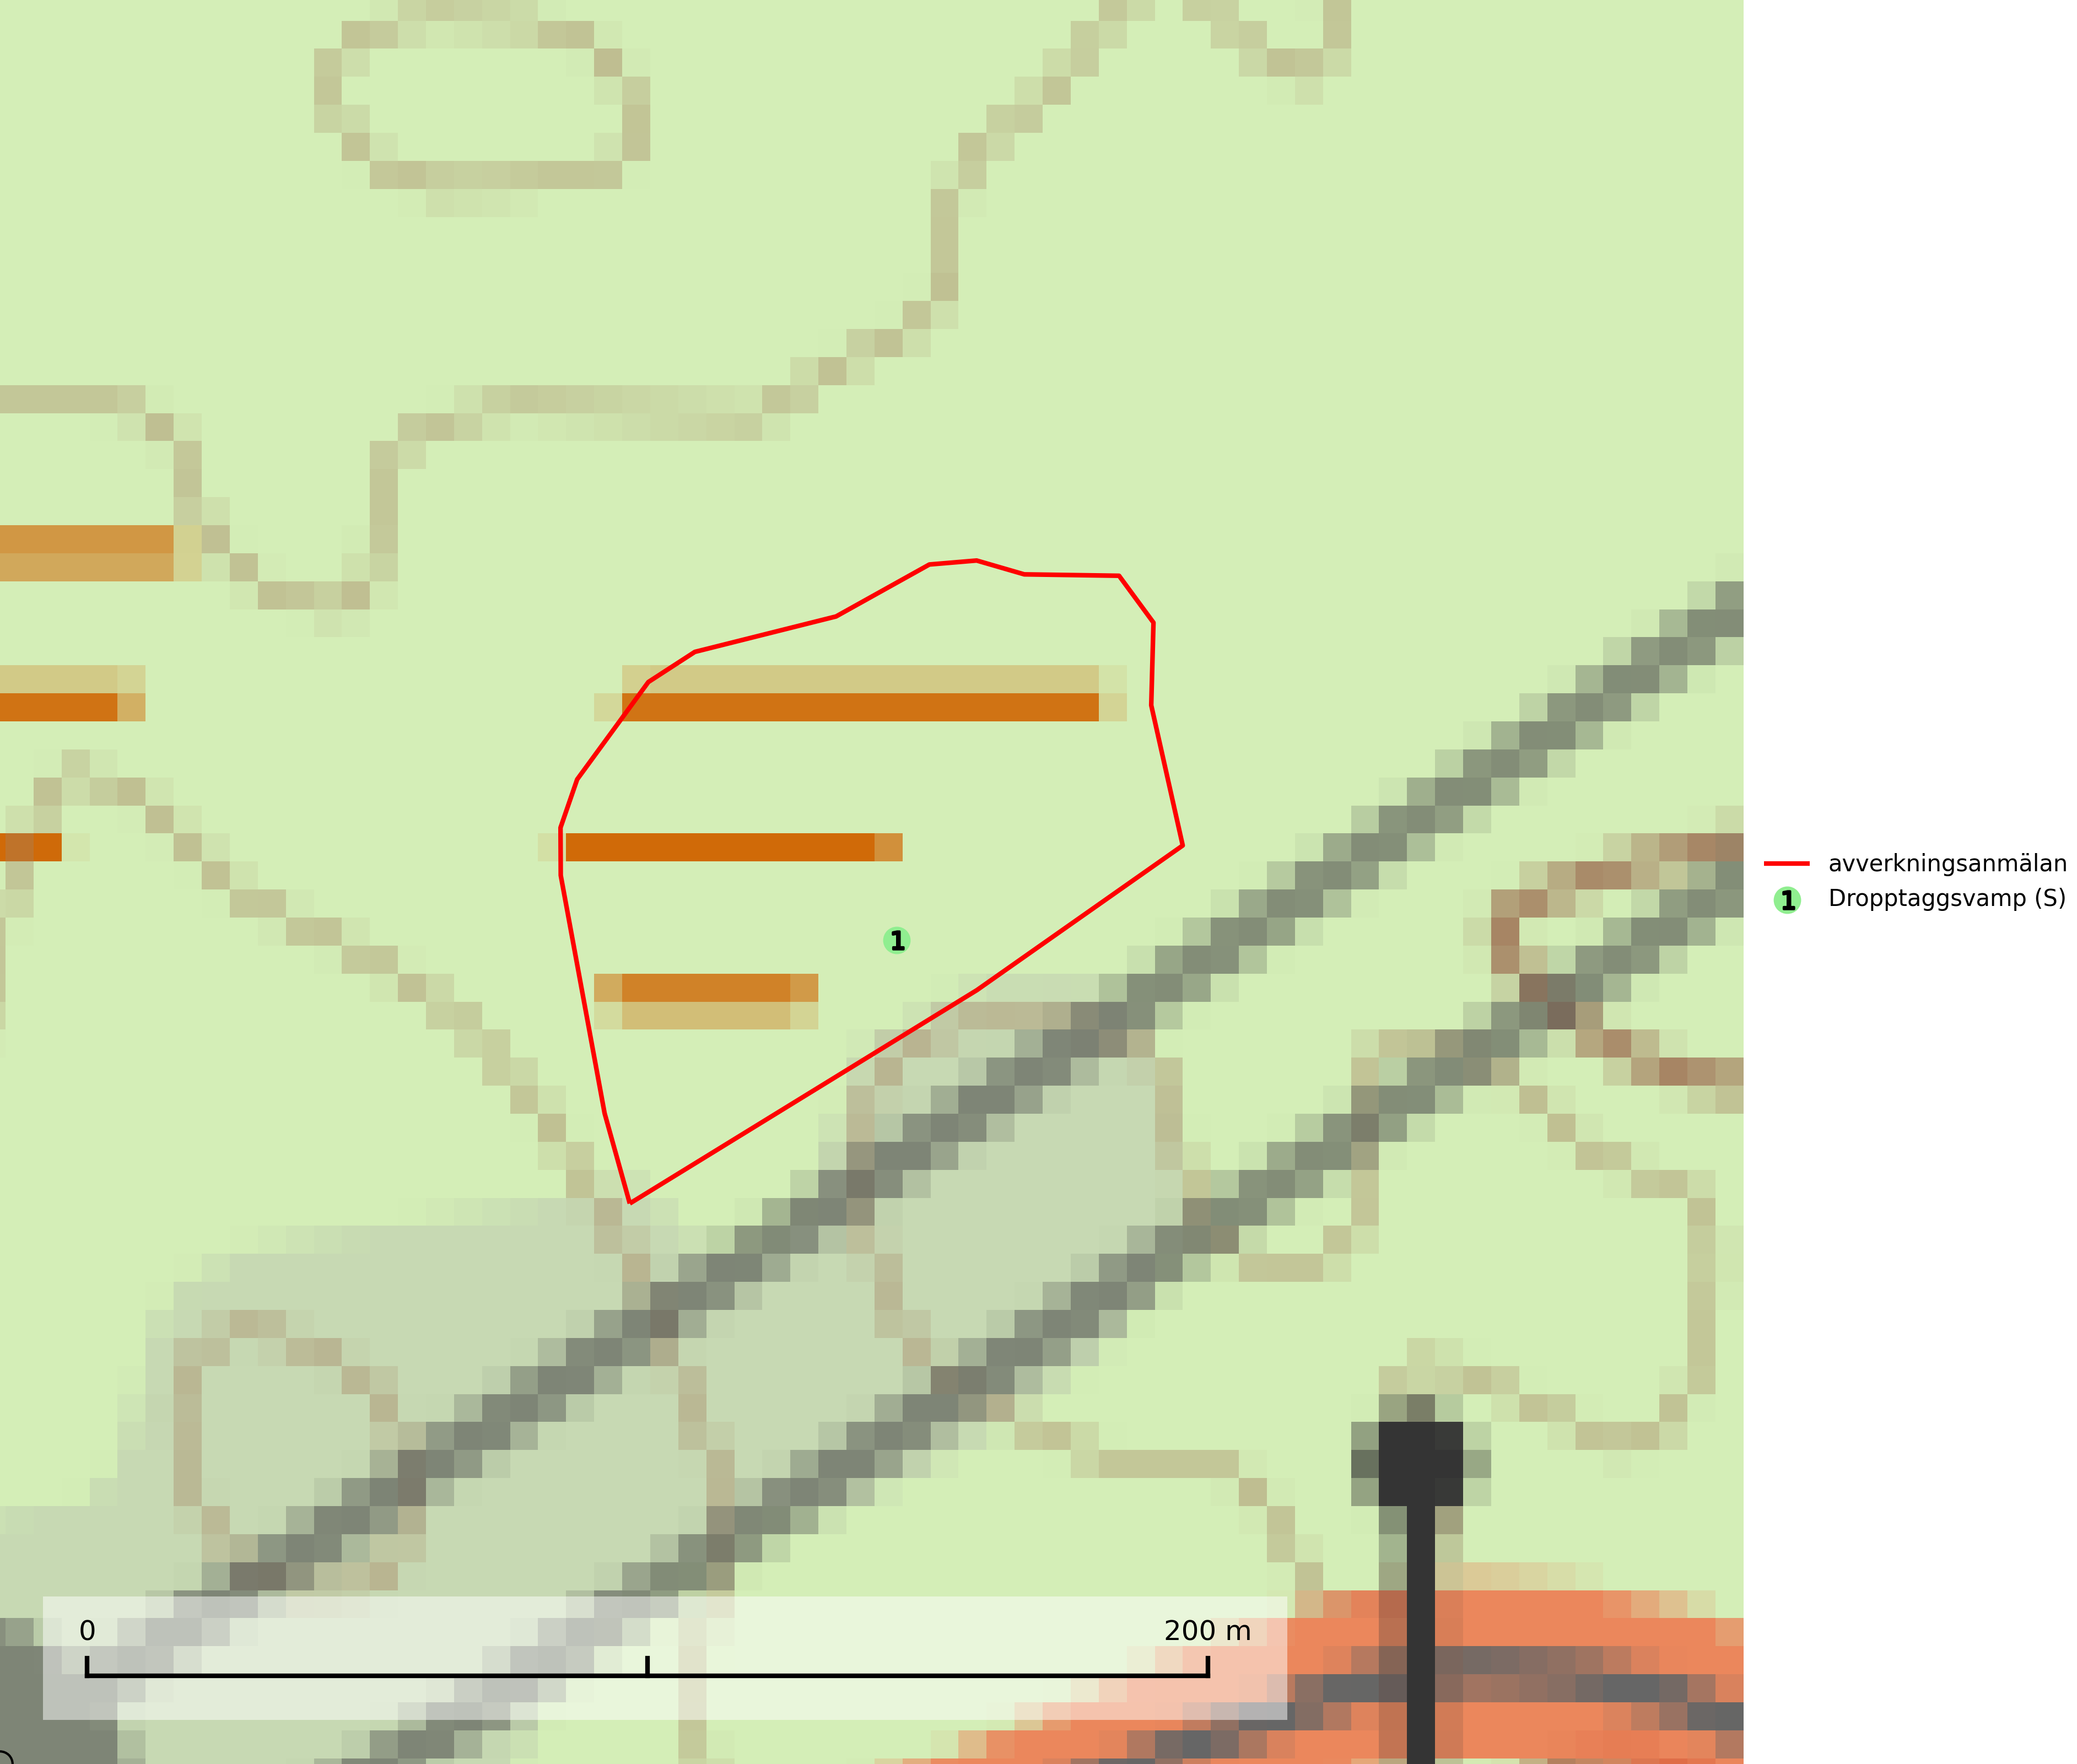 1
avverkningsanmälan
1 Dropptaggsvamp (S)
0 200 m